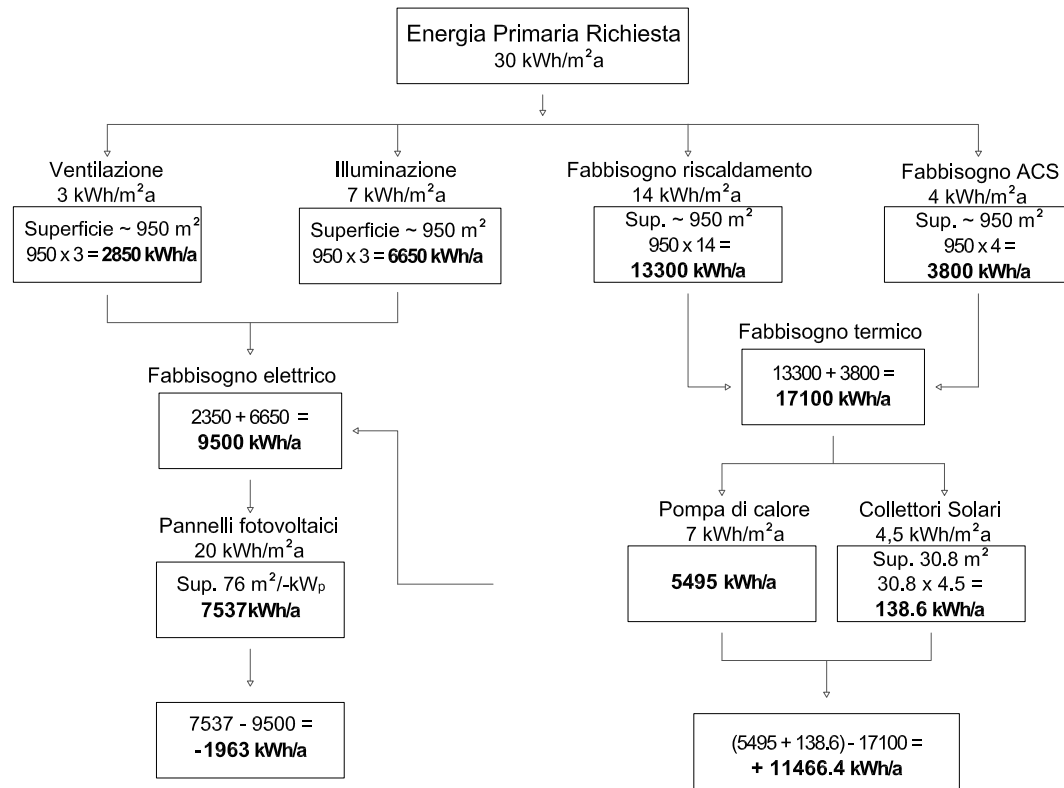 Energia Primaria Richiesta
30 kWh/m²a
Ventilazione
3 kWh/m²a
Superficie ~ 950 m²
950 x 3 = 2850 kWh/a
Illuminazione
7 kWh/m²a
Superficie ~ 950 m²
950 x 3 = 6650 kWh/a
Fabbisogno riscaldamento
14 kWh/m²a
Sup. ~ 950 m²
950 x 14 =
13300 kWh/a
Fabbisogno ACS
4 kWh/m²a
Sup. ~ 950 m²
950 x 4 =
3800 kWh/a
Fabbisogno elettrico
2350 + 6650 =
9500 kWh/a
Fabbisogno termico
13300 + 3800 =
17100 kWh/a
Pannelli fotovoltaici
20 kWh/m²a
Sup. 76 m²/-kWp
7537kWh/a
Pompa di calore
7 kWh/m²a
5495 kWh/a
Collettori Solari
4,5 kWh/m²a
Sup. 30.8 m²
30.8 x 4.5 =
138.6 kWh/a
7537 - 9500 =
-1963 kWh/a
(5495 + 138.6) - 17100 =
+ 11466.4 kWh/a